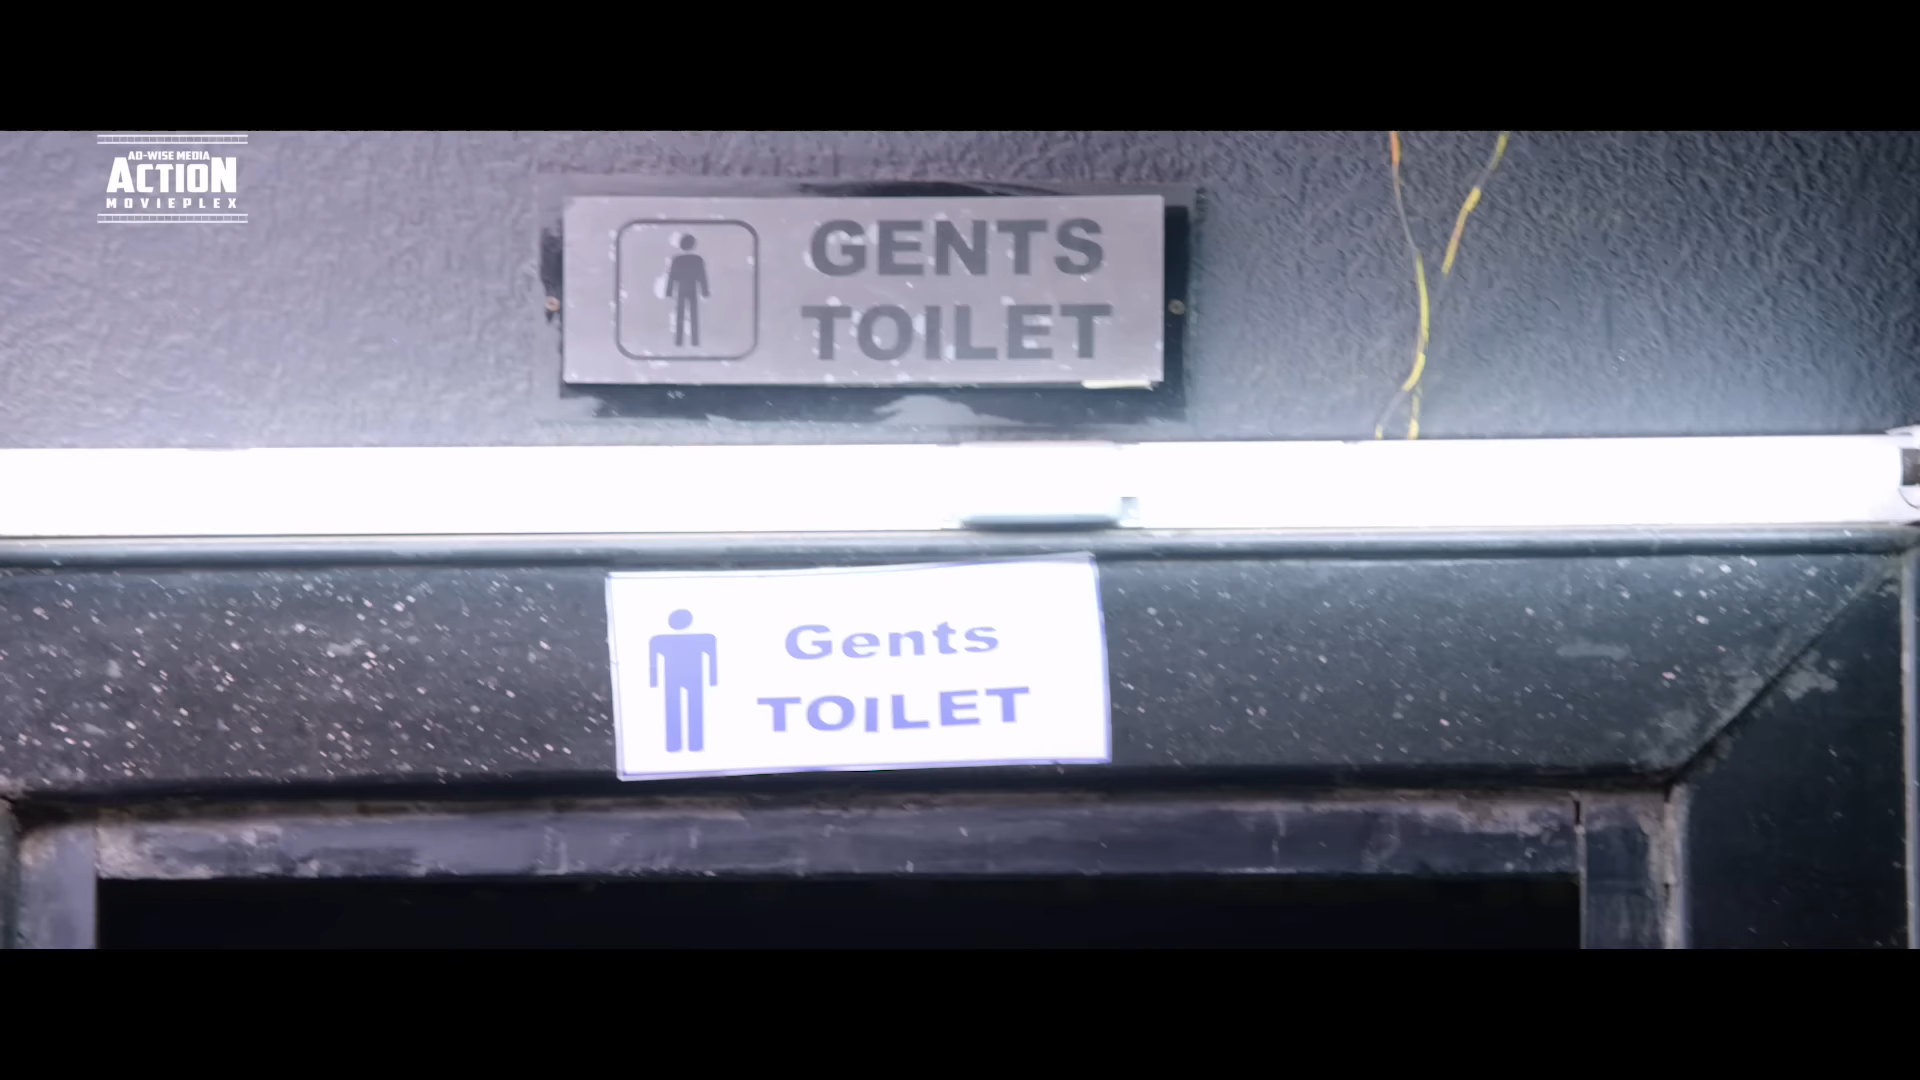 AD-WISE MEDIA
ACTION
MOVIEPLEX
GENTS
TOILET
Gents
TOILET